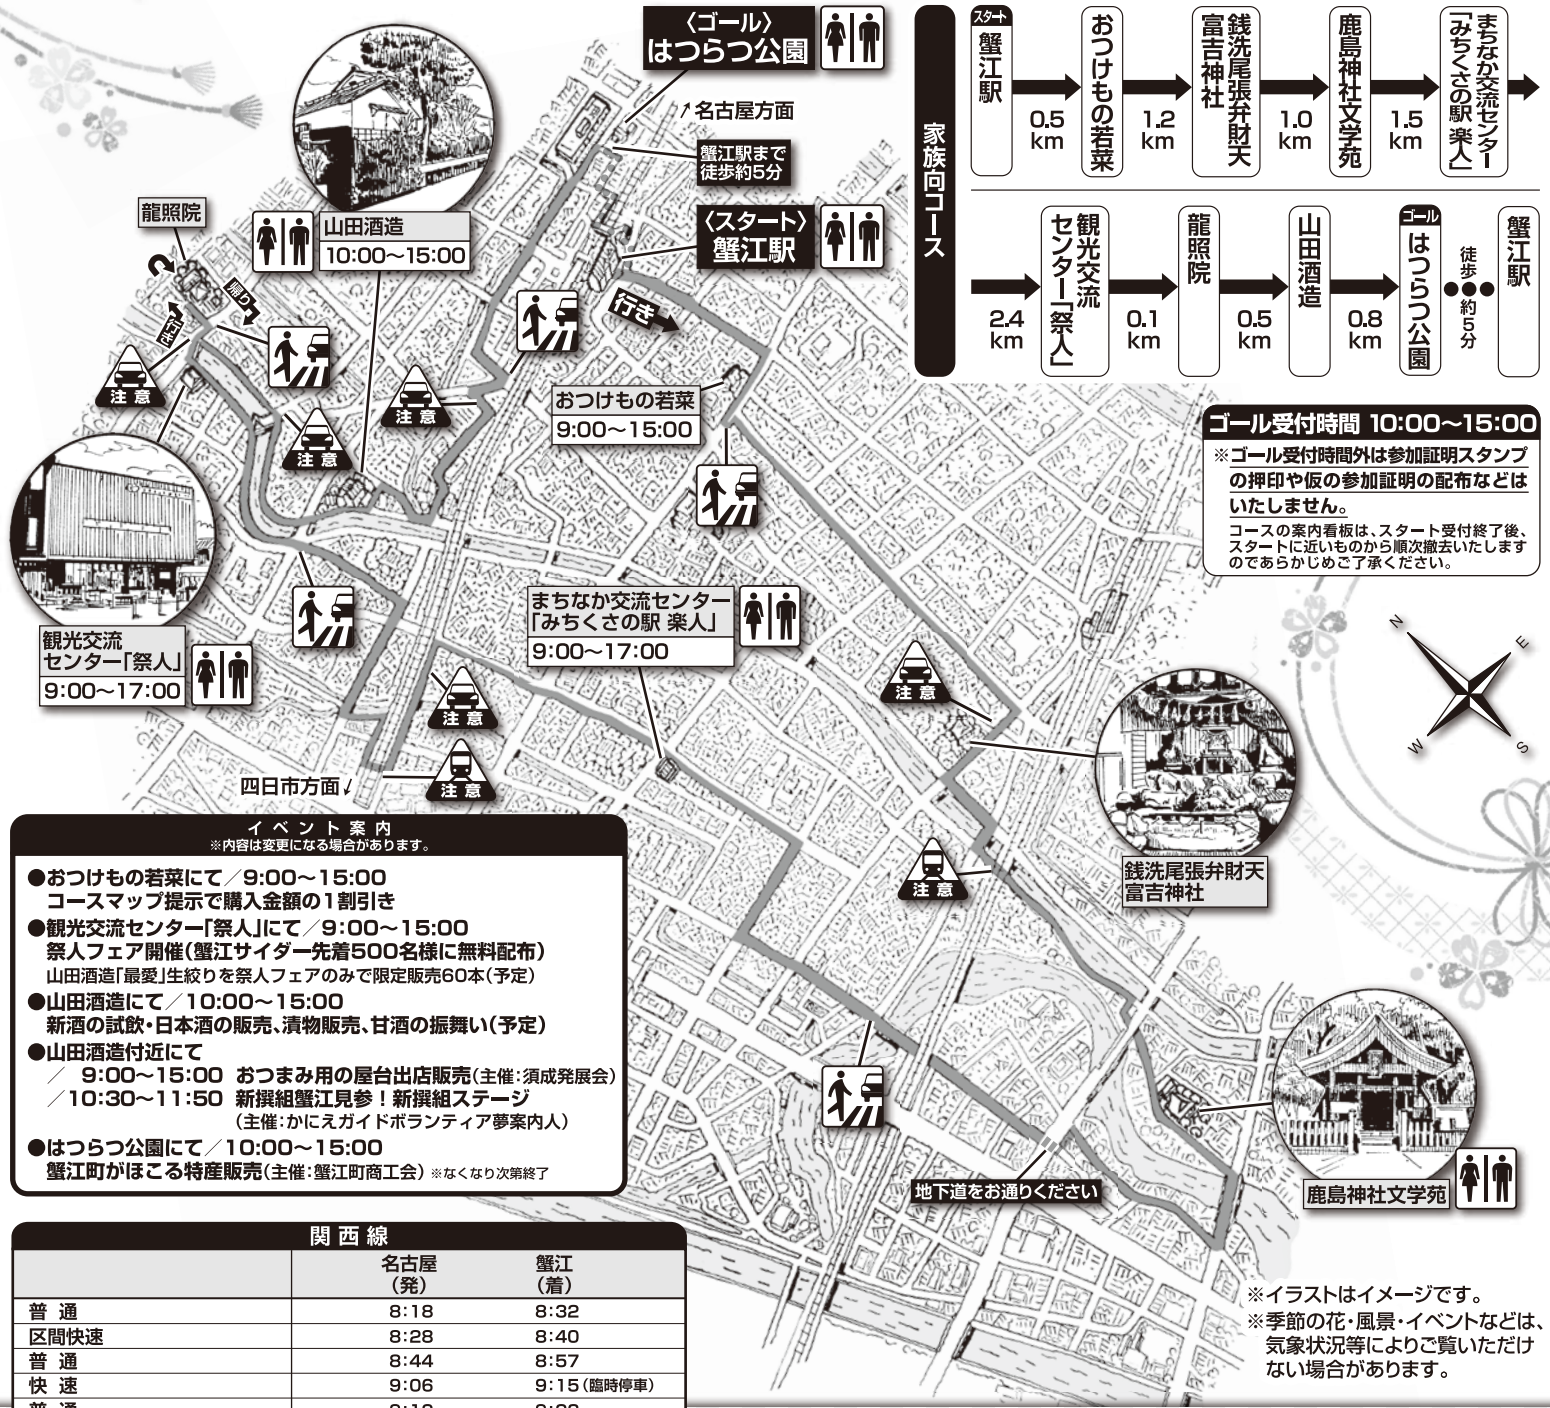 〈ゴール〉
はつらつ公園
↗名古屋方面
蟹江駅まで
徒歩約5分
〈スタート〉
蟹江駅
行き
龍照院
帰り
行き
山田酒造
10:00〜15:00
注意
注意
注意
おつけもの若菜
9:00〜15:00
観光交流
センター「祭人」
9:00〜17:00
まちなか交流センター
「みちくさの駅 楽人」
9:00〜17:00
注意
注意
注意
注意
四日市方面↙
銭洗尾張弁財天
富吉神社
鹿島神社文学苑
地下道をお通りください
N
E
W
S
家族向コース
スタート
蟹江駅
0.5
km
おつけもの若菜
1.2
km
銭洗尾張弁財天
富吉神社
1.0
km
鹿島神社文学苑
1.5
km
まちなか交流センター
「みちくさの駅 楽人」
2.4
km
観光交流
センター「祭人」
0.1
km
龍照院
0.5
km
山田酒造
0.8
km
ゴール
はつらつ公園
徒歩
約5分
蟹江駅
ゴール受付時間 10:00〜15:00
※ゴール受付時間外は参加証明スタンプ
の押印や仮の参加証明の配布などは
いたしません。
コースの案内看板は、スタート受付終了後、
スタートに近いものから順次撤去いたします
のであらかじめご了承ください。
イベント案内
※内容は変更になる場合があります。
●おつけもの若菜にて／9:00〜15:00
コースマップ提示で購入金額の1割引き
●観光交流センター「祭人」にて／9:00〜15:00
祭人フェア開催(蟹江サイダー先着500名様に無料配布)
山田酒造「最愛」生絞りを祭人フェアのみで限定販売60本(予定)
●山田酒造にて／10:00〜15:00
新酒の試飲・日本酒の販売、漬物販売、甘酒の振舞い(予定)
●山田酒造付近にて
／ 9:00〜15:00 おつまみ用の屋台出店販売(主催:須成発展会)
／10:30〜11:50 新撰組蟹江見参！新撰組ステージ
(主催:かにえガイドボランティア夢案内人)
●はつらつ公園にて／10:00〜15:00
蟹江町がほこる特産販売(主催:蟹江町商工会) ※なくなり次第終了
関西線
名古屋 蟹江
(発) (着)
普通 8:18 8:32
区間快速 8:28 8:40
普通 8:44 8:57
快速 9:06 9:15(臨時停車)
※イラストはイメージです。
※季節の花・風景・イベントなどは、
気象状況等によりご覧いただけ
ない場合があります。